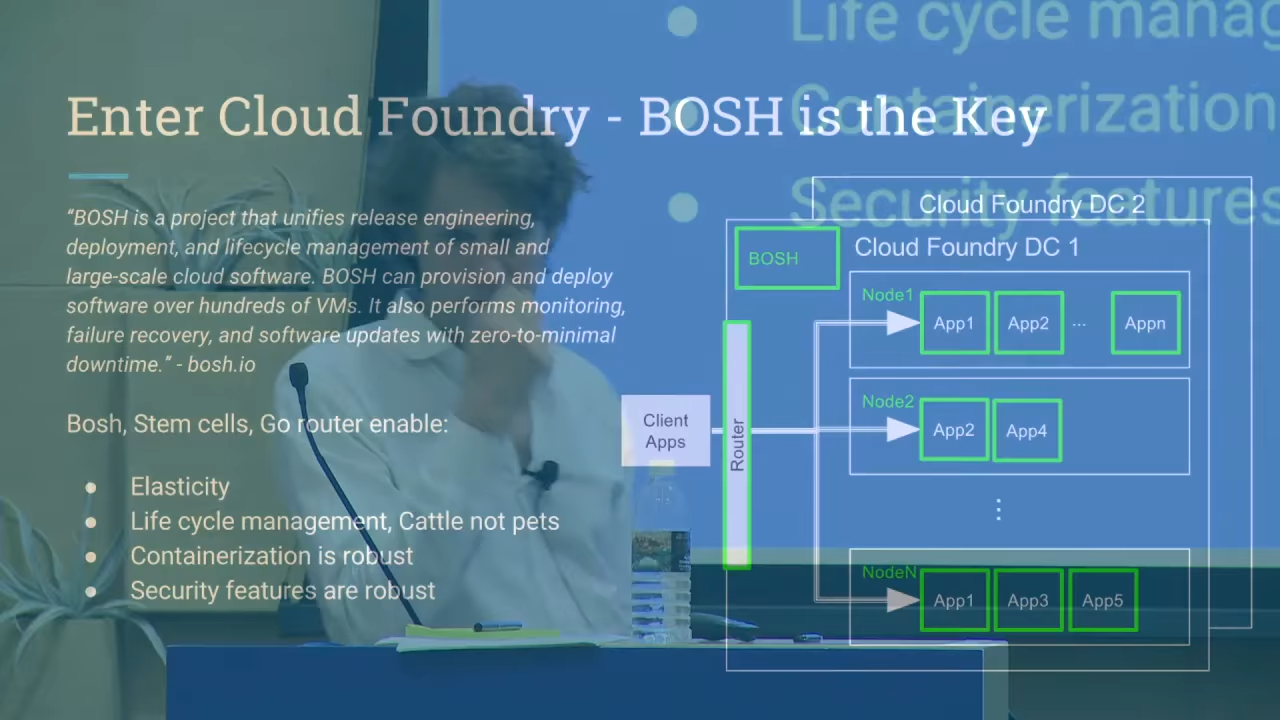 Life cycle manag
Containerization
Security features
Enter Cloud Foundry - BOSH is the Key
“BOSH is a project that unifies release engineering,
deployment, and lifecycle management of small and
large-scale cloud software. BOSH can provision and deploy
software over hundreds of VMs. It also performs monitoring,
failure recovery, and software updates with zero-to-minimal
downtime.” - bosh.io
Bosh, Stem cells, Go router enable:
● Elasticity
● Life cycle management, Cattle not pets
● Containerization is robust
● Security features are robust
Cloud Foundry DC 2
Cloud Foundry DC 1
BOSH
Client
Apps
Router
Node1
App1 App2 ... Appn
Node2
App2 App4
NodeN
App1 App3 App5